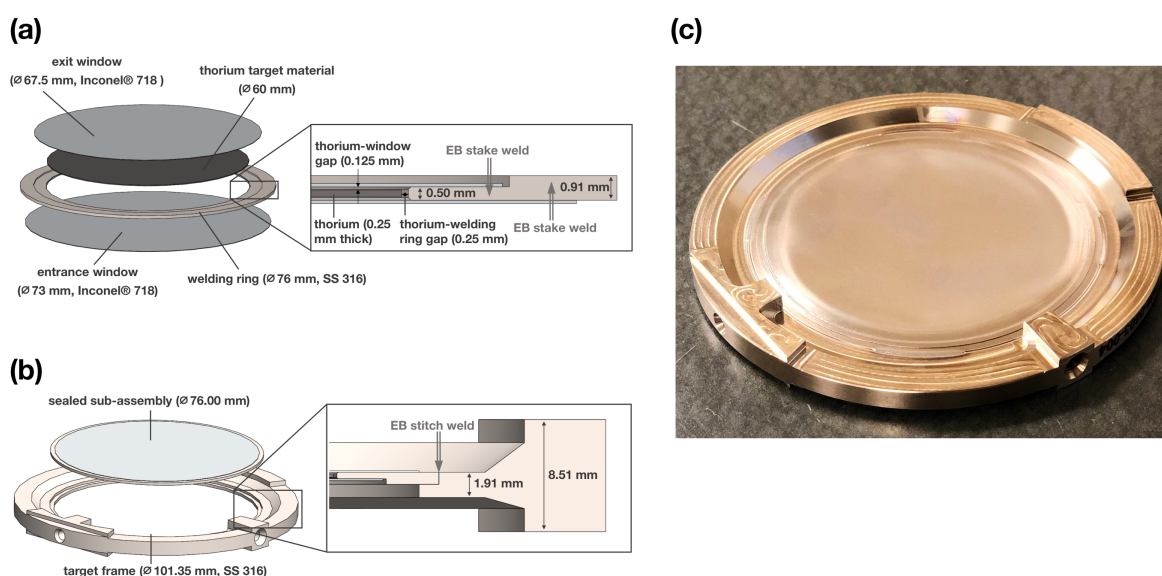 (a)
exit window
(Ø 67.5 mm, Inconel® 718 )
thorium target material
(Ø 60 mm)
thorium-window
gap (0.125 mm)
EB stake weld
0.50 mm
0.91 mm
thorium (0.25
mm thick)
thorium-welding
ring gap (0.25 mm)
EB stake weld
entrance window
(Ø 73 mm, Inconel® 718)
welding ring (Ø 76 mm, SS 316)
(b)
sealed sub-assembly (Ø 76.00 mm)
EB stitch weld
1.91 mm
8.51 mm
target frame (Ø 101.35 mm, SS 316)
(c)